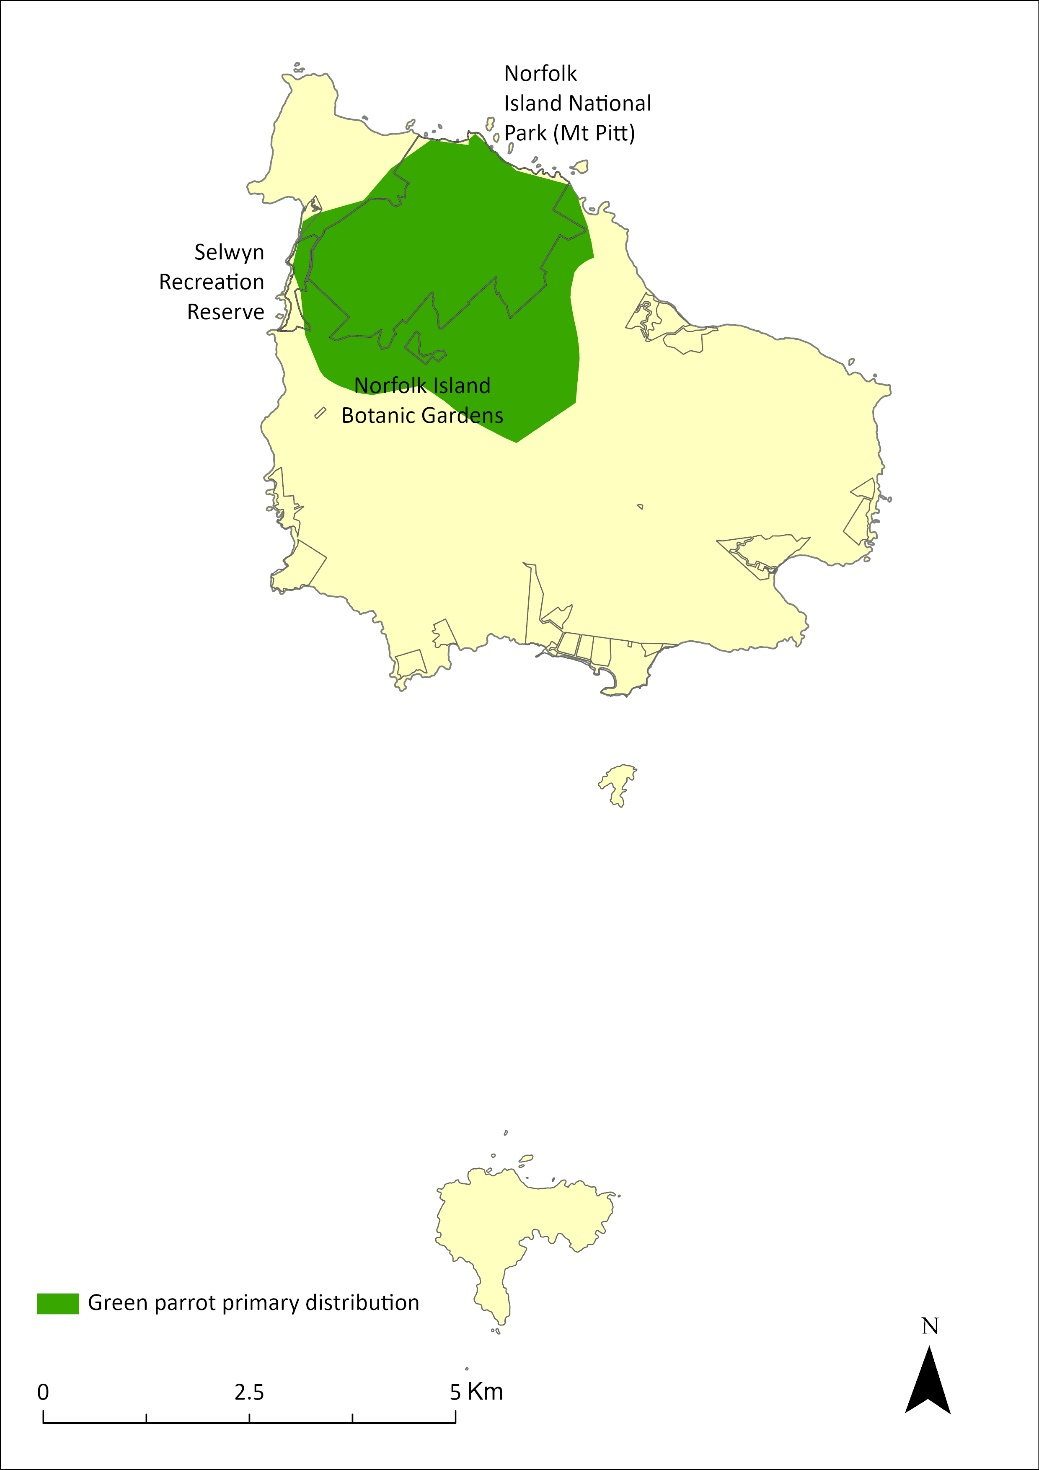 Norfolk
Island National
Park (Mt Pitt)
Selwyn
Recreation
Reserve
Norfolk Island
Botanic Gardens
Green parrot primary distribution
N
0 2.5 5 Km